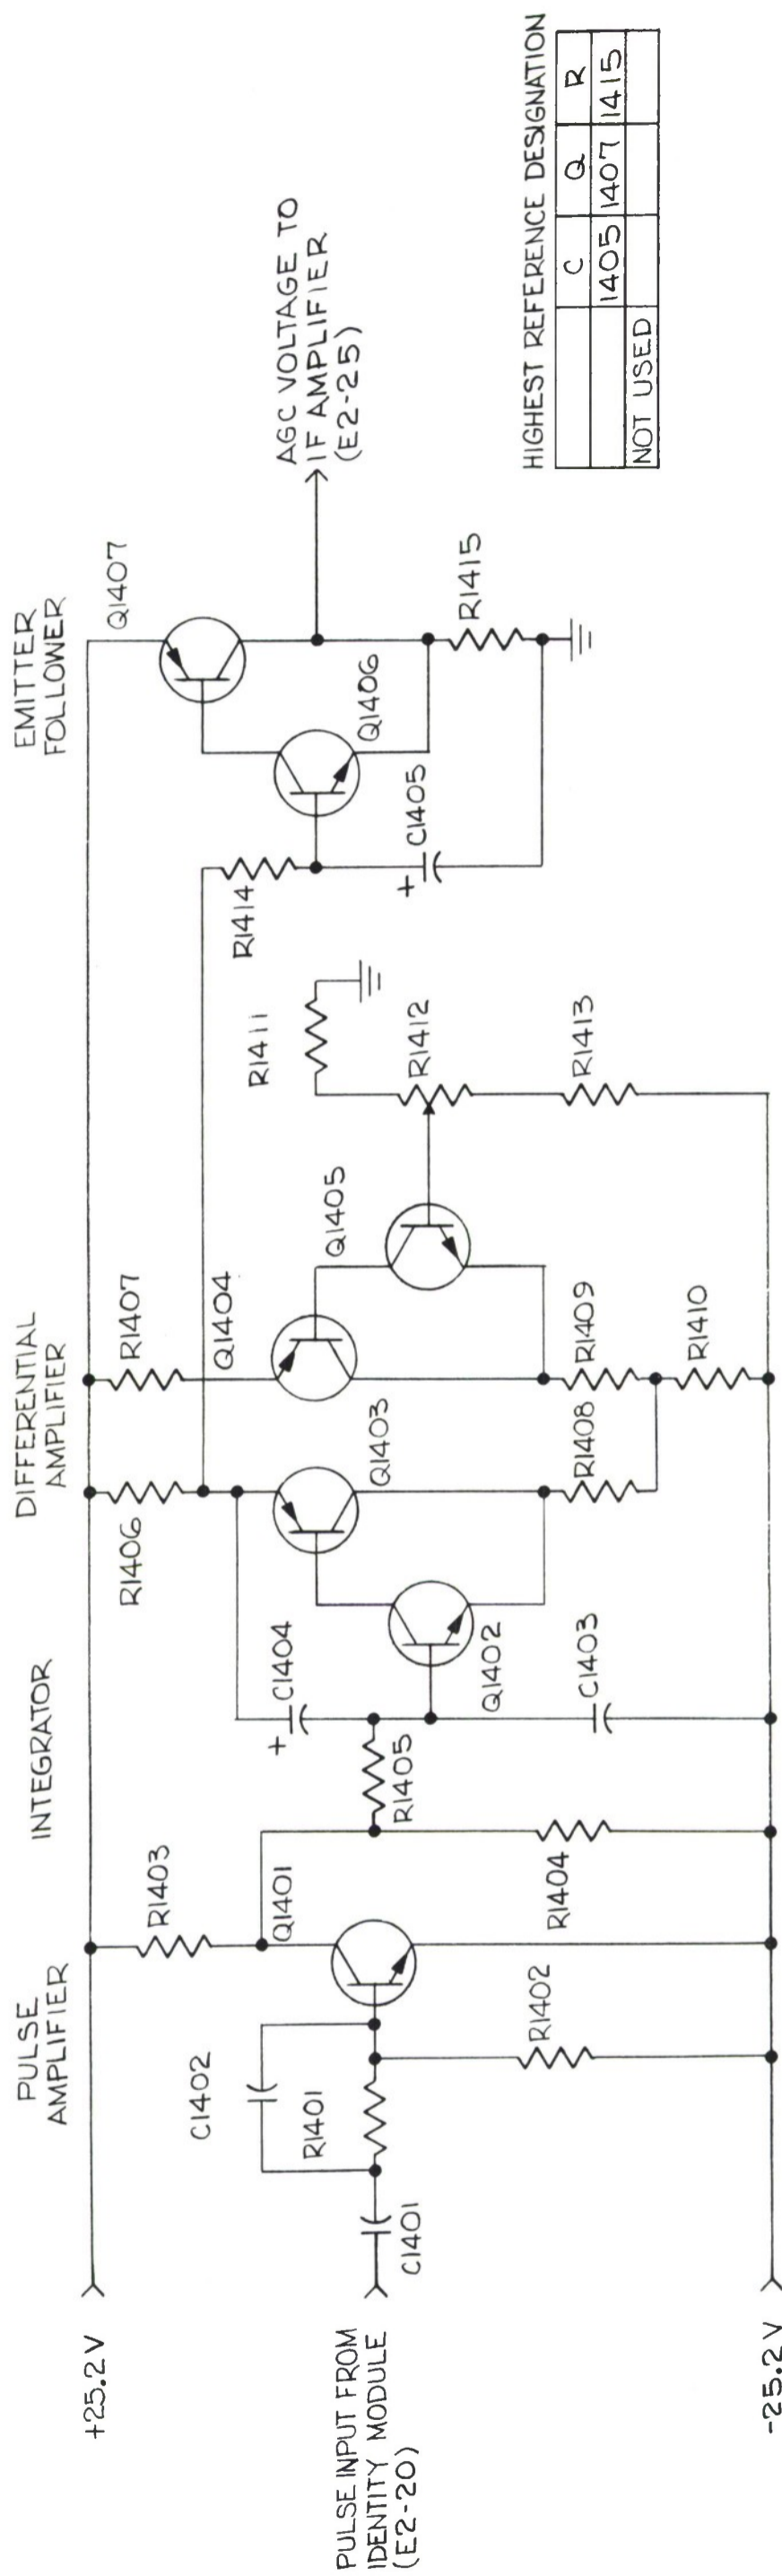 PULSE
AMPLIFIER
INTEGRATOR
DIFFERENTIAL
AMPLIFIER
EMITTER
FOLLOWER
+25.2 V
R1403
R1406
R1407
Q1407
C1402
R1401
Q1401
C1404
+
Q1404
R1414
R1411
AGC VOLTAGE TO
IF AMPLIFIER
(E2-25)
PULSE INPUT FROM
IDENTITY MODULE
(E2-20)
C1401
R1405
Q1403
Q1405
Q1406
R1412
+
C1405
R1415
Q1402
R1402
R1404
C1403
R1408
R1409
R1413
R1410
-25.2 V
HIGHEST REFERENCE DESIGNATION
C Q R
1405 1407 1415
NOT USED